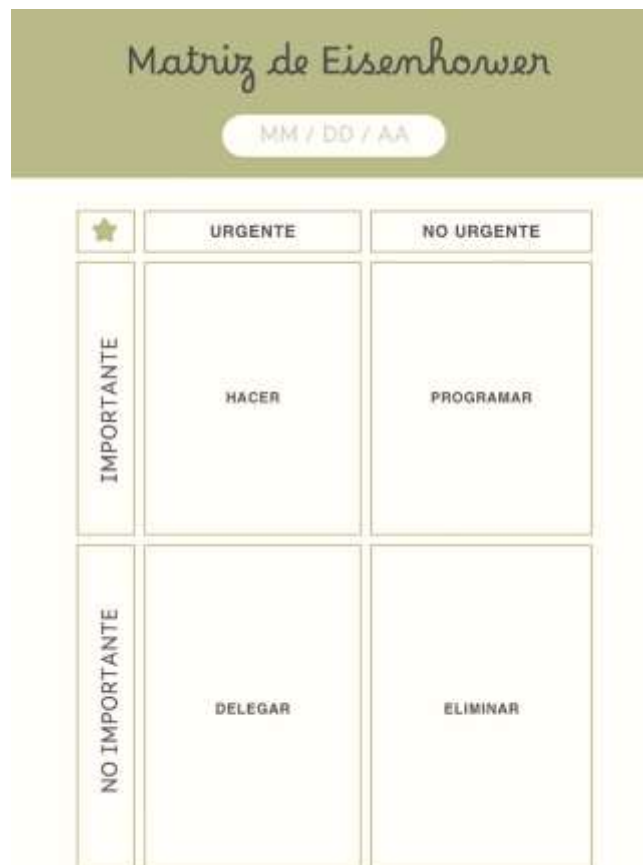 Matriz de Eisenhower
MM / DD / AA
URGENTE
NO URGENTE
IMPORTANTE
HACER
PROGRAMAR
NO IMPORTANTE
DELEGAR
ELIMINAR